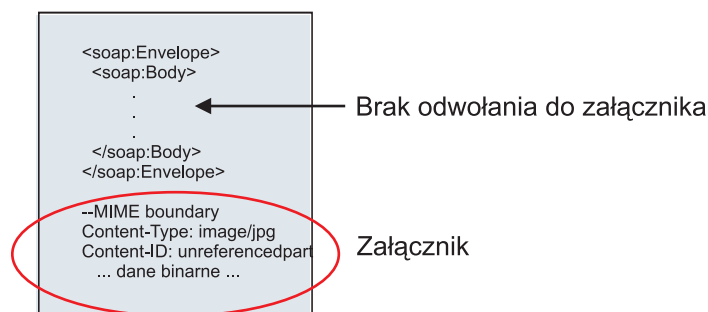 <soap:Envelope>
<soap:Body>
.
.
.
Brak odwołania do załącznika
</soap:Body>
</soap:Envelope>
--MIME boundary
Content-Type: image/jpg
Content-ID: unreferencedpart
... dane binarne ...
Załącznik